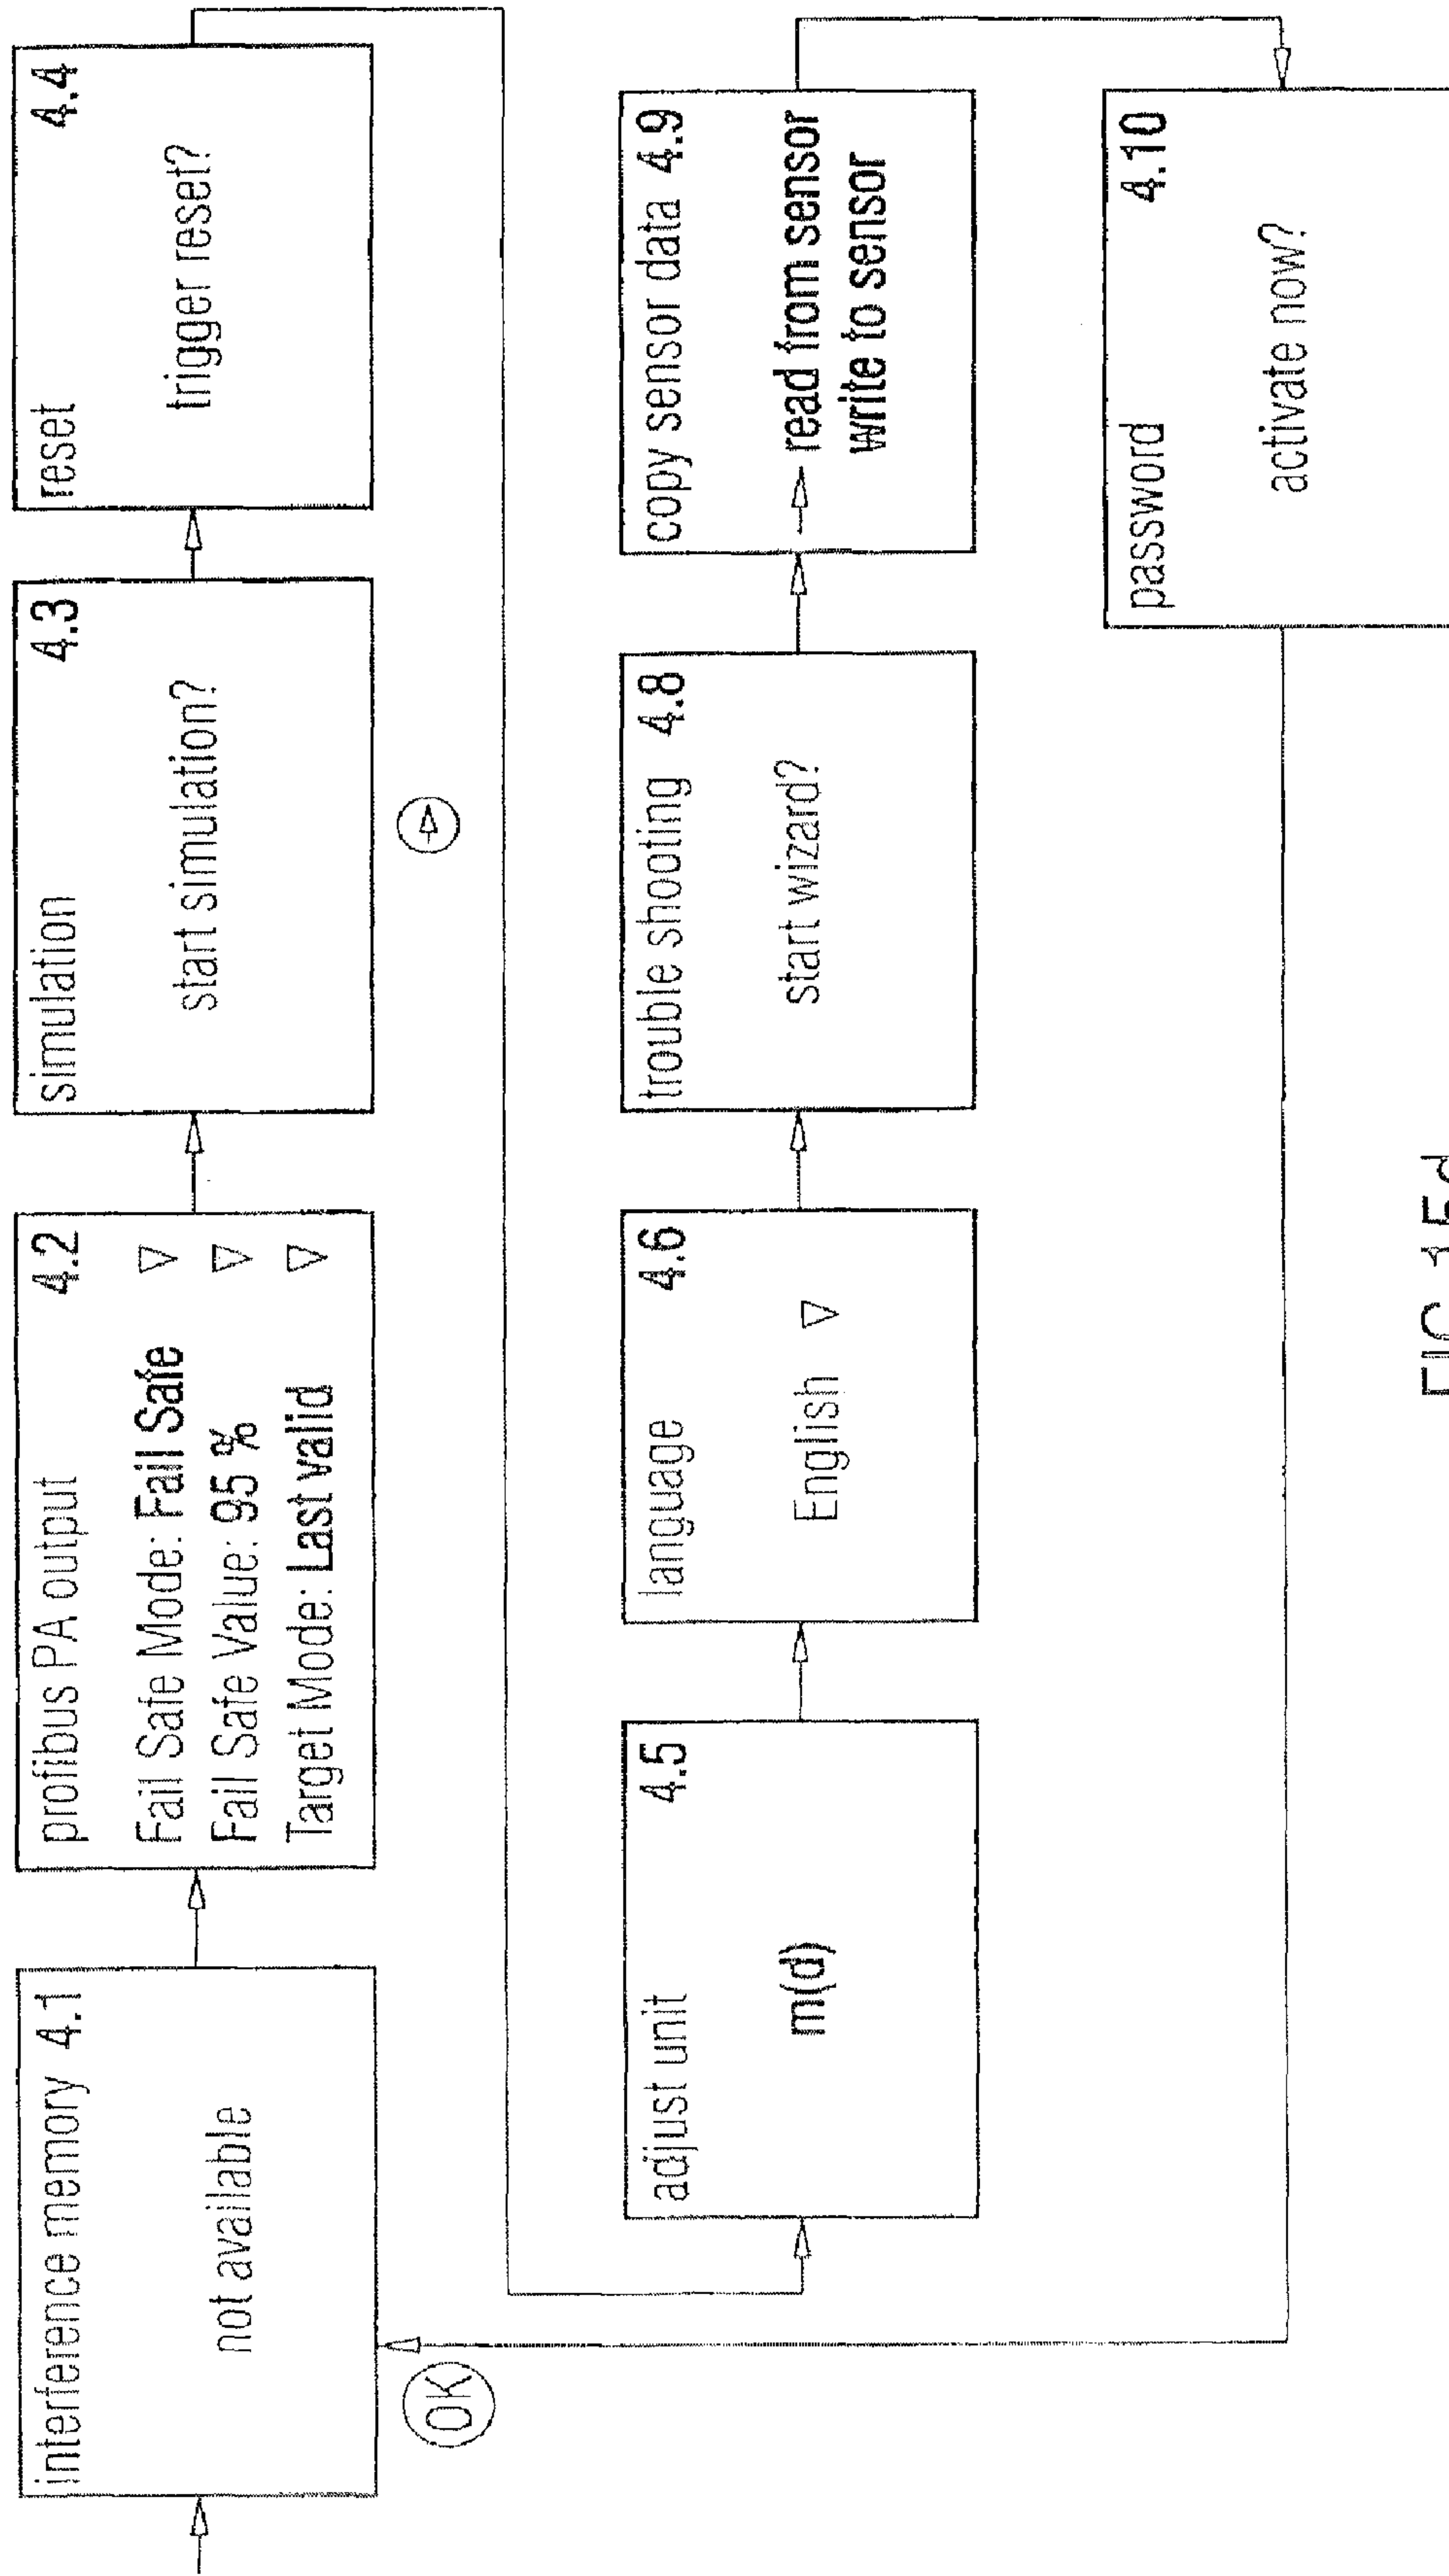 interference memory 4.1
not available
profibus PA output 4.2
Fail Safe Mode: Fail Safe
Fail Safe Value: 95 %
Target Mode: Last valid
simulation 4.3
start simulation?
reset 4.4
trigger reset?
OK
adjust unit 4.5
m(d)
language 4.6
English
trouble shooting 4.8
start wizard?
copy sensor data 4.9
read from sensor
write to sensor
password 4.10
activate now?